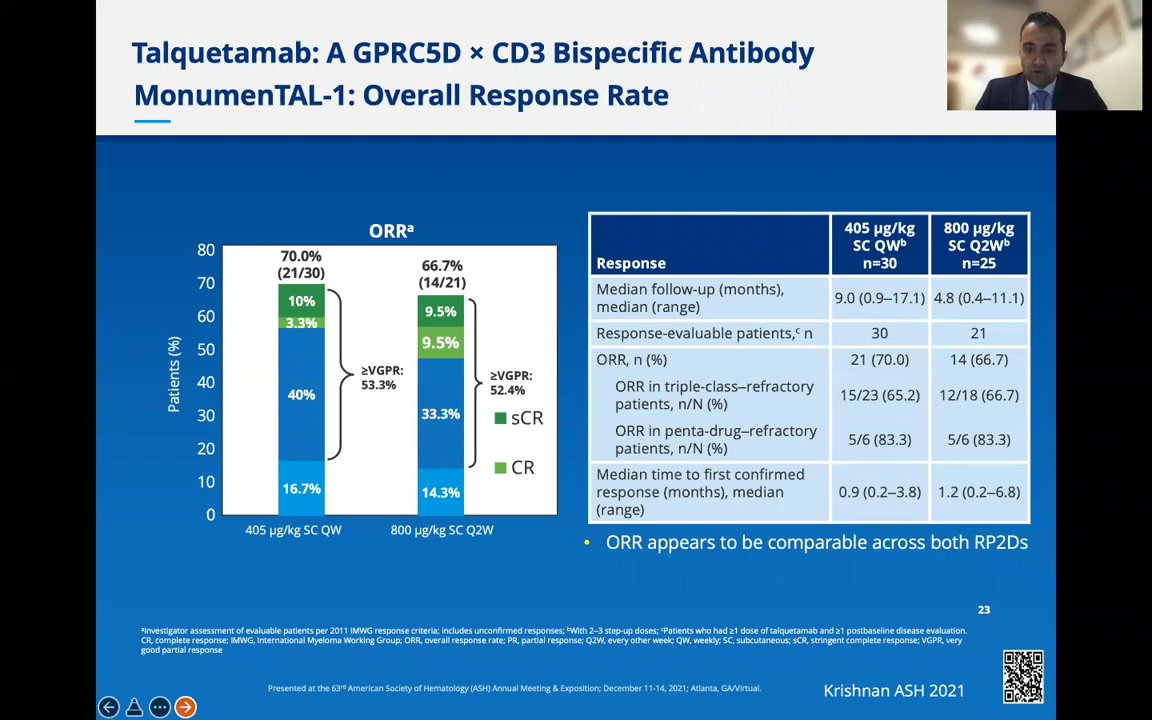 Talquetamab: A GPRC5D × CD3 Bispecific Antibody
MonumenTAL-1: Overall Response Rate
ORRᵃ
Patients (%)
80
70
60
50
40
30
20
10
0
70.0%
(21/30)
10%
3.3%
40%
16.7%
≥VGPR:
53.3%
66.7%
(14/21)
9.5%
9.5%
33.3%
14.3%
≥VGPR:
52.4%
sCR
CR
405 µg/kg SC QW
800 µg/kg SC Q2W
Response
405 µg/kg
SC QWᵇ
n=30
800 µg/kg
SC Q2Wᵇ
n=25
Median follow-up (months),
median (range)
9.0 (0.9–17.1)
4.8 (0.4–11.1)
Response-evaluable patients,ᶜ n
30
21
ORR, n (%)
21 (70.0)
14 (66.7)
ORR in triple-class–refractory
patients, n/N (%)
15/23 (65.2)
12/18 (66.7)
ORR in penta-drug–refractory
patients, n/N (%)
5/6 (83.3)
5/6 (83.3)
Median time to first confirmed
response (months), median
(range)
0.9 (0.2–3.8)
1.2 (0.2–6.8)
• ORR appears to be comparable across both RP2Ds
23
ᵃInvestigator assessment of evaluable patients per 2011 IMWG response criteria; includes unconfirmed responses; ᵇWith 2–3 step-up doses; ᶜPatients who had ≥1 dose of talquetamab and ≥1 postbaseline disease evaluation.
CR, complete response; IMWG, International Myeloma Working Group; ORR, overall response rate; PR, partial response; Q2W, every other week; QW, weekly; SC, subcutaneous; sCR, stringent complete response; VGPR, very
good partial response
Presented at the 63ʳᵈ American Society of Hematology (ASH) Annual Meeting & Exposition; December 11-14, 2021; Atlanta, GA/Virtual.
Krishnan ASH 2021